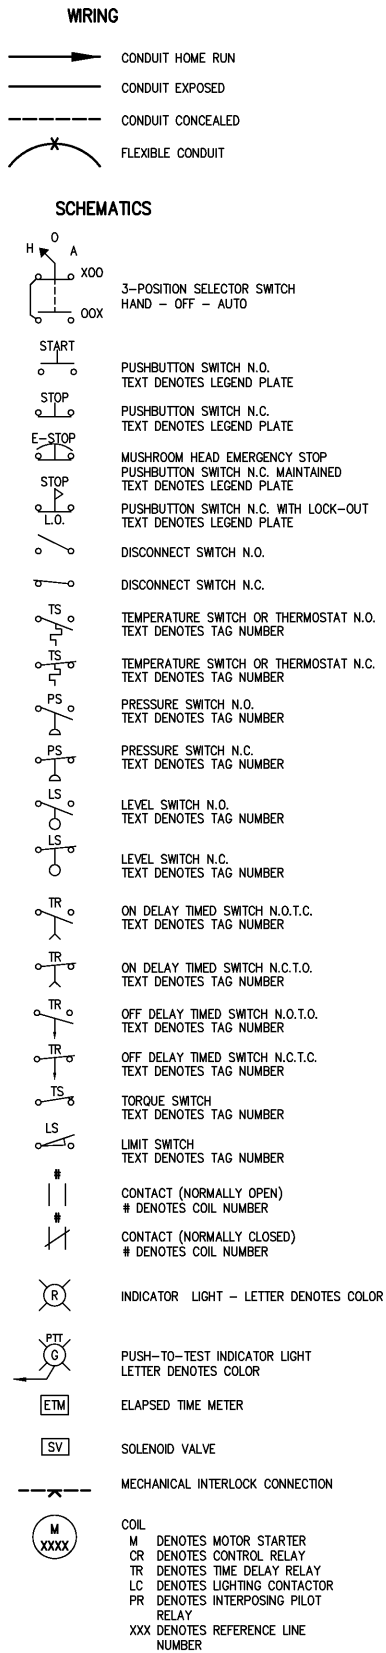 WIRING
CONDUIT HOME RUN
CONDUIT EXPOSED
CONDUIT CONCEALED
X
FLEXIBLE CONDUIT
SCHEMATICS
H O A
XOO
OOX
3-POSITION SELECTOR SWITCH
HAND - OFF - AUTO
START
PUSHBUTTON SWITCH N.O.
TEXT DENOTES LEGEND PLATE
STOP
PUSHBUTTON SWITCH N.C.
TEXT DENOTES LEGEND PLATE
E-STOP
MUSHROOM HEAD EMERGENCY STOP
PUSHBUTTON SWITCH N.C. MAINTAINED
TEXT DENOTES LEGEND PLATE
STOP
L.O.
PUSHBUTTON SWITCH N.C. WITH LOCK-OUT
TEXT DENOTES LEGEND PLATE
DISCONNECT SWITCH N.O.
DISCONNECT SWITCH N.C.
TS
TEMPERATURE SWITCH OR THERMOSTAT N.O.
TEXT DENOTES TAG NUMBER
TS
TEMPERATURE SWITCH OR THERMOSTAT N.C.
TEXT DENOTES TAG NUMBER
PS
PRESSURE SWITCH N.O.
TEXT DENOTES TAG NUMBER
PS
PRESSURE SWITCH N.C.
TEXT DENOTES TAG NUMBER
LS
LEVEL SWITCH N.O.
TEXT DENOTES TAG NUMBER
LS
LEVEL SWITCH N.C.
TEXT DENOTES TAG NUMBER
TR
ON DELAY TIMED SWITCH N.O.T.C.
TEXT DENOTES TAG NUMBER
TR
ON DELAY TIMED SWITCH N.C.T.O.
TEXT DENOTES TAG NUMBER
TR
OFF DELAY TIMED SWITCH N.O.T.O.
TEXT DENOTES TAG NUMBER
TR
OFF DELAY TIMED SWITCH N.C.T.C.
TEXT DENOTES TAG NUMBER
TS
TORQUE SWITCH
TEXT DENOTES TAG NUMBER
LS
LIMIT SWITCH
TEXT DENOTES TAG NUMBER
#
CONTACT (NORMALLY OPEN)
# DENOTES COIL NUMBER
#
CONTACT (NORMALLY CLOSED)
# DENOTES COIL NUMBER
R
INDICATOR LIGHT - LETTER DENOTES COLOR
PTT
G
PUSH-TO-TEST INDICATOR LIGHT
LETTER DENOTES COLOR
ETM
ELAPSED TIME METER
SV
SOLENOID VALVE
MECHANICAL INTERLOCK CONNECTION
M
XXXX
COIL
M DENOTES MOTOR STARTER
CR DENOTES CONTROL RELAY
TR DENOTES TIME DELAY RELAY
LC DENOTES LIGHTING CONTACTOR
PR DENOTES INTERPOSING PILOT
RELAY
XXX DENOTES REFERENCE LINE
NUMBER